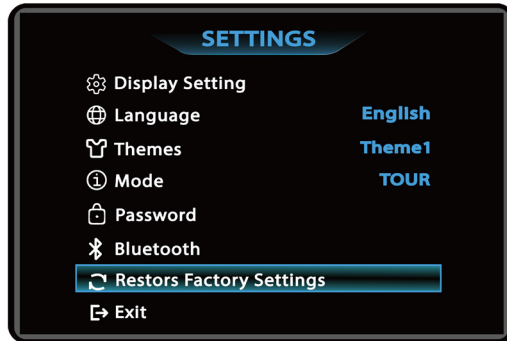 SETTINGS
Display Setting
Language English
Themes Theme1
Mode TOUR
Password
Bluetooth
Restors Factory Settings
Exit